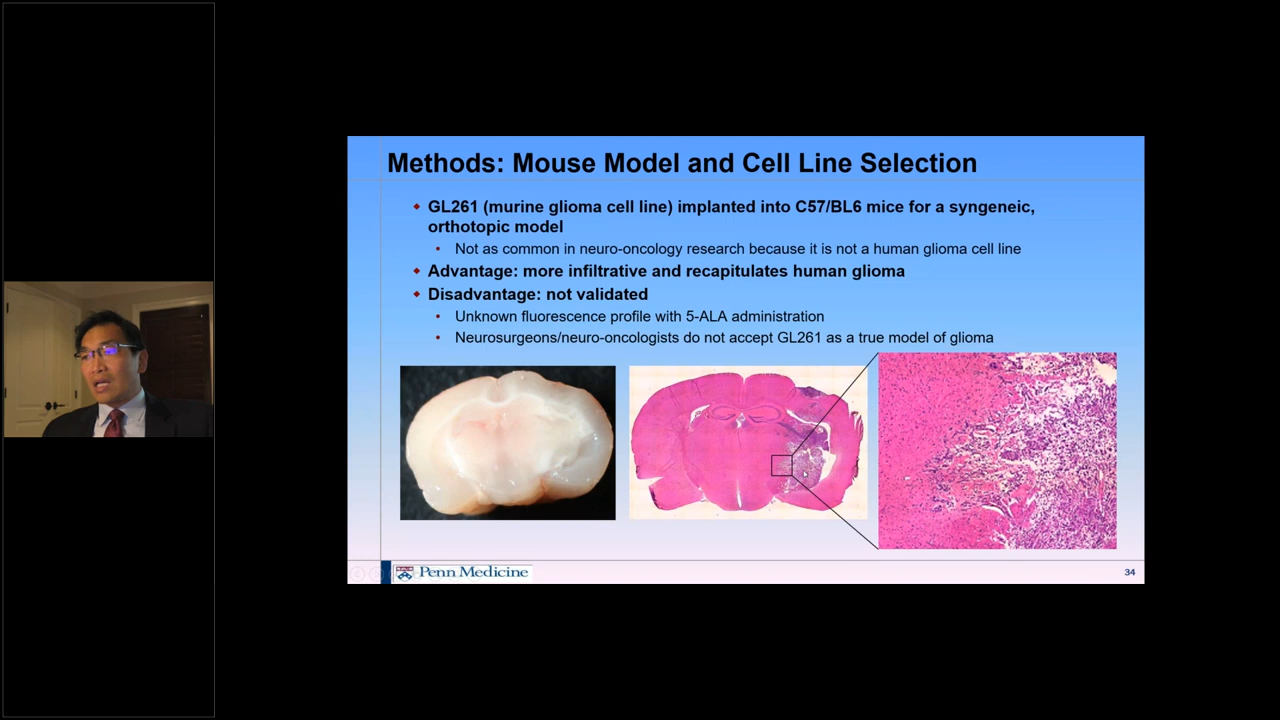 Methods: Mouse Model and Cell Line Selection
GL261 (murine glioma cell line) implanted into C57/BL6 mice for a syngeneic,
orthotopic model
Not as common in neuro-oncology research because it is not a human glioma cell line
Advantage: more infiltrative and recapitulates human glioma
Disadvantage: not validated
Unknown fluorescence profile with 5-ALA administration
Neurosurgeons/neuro-oncologists do not accept GL261 as a true model of glioma
Penn Medicine
34